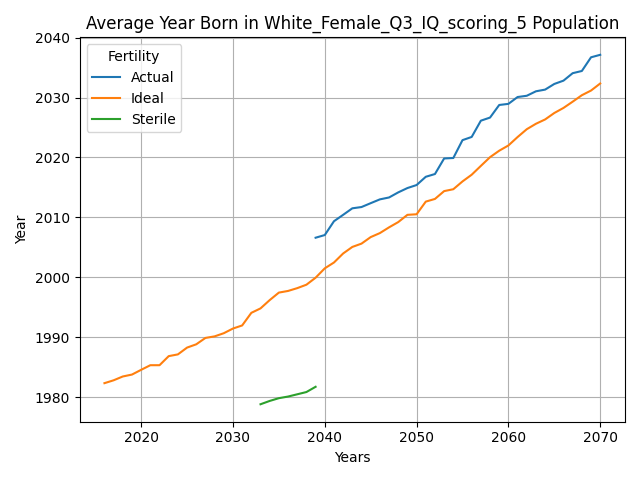 Average Year Born in White_Female_Q3_IQ_scoring_5 Population
2040
2030
2020
2010
2000
1990
1980
Year
Fertility
Actual
Ideal
Sterile
2020 2030 2040 2050 2060 2070
Years